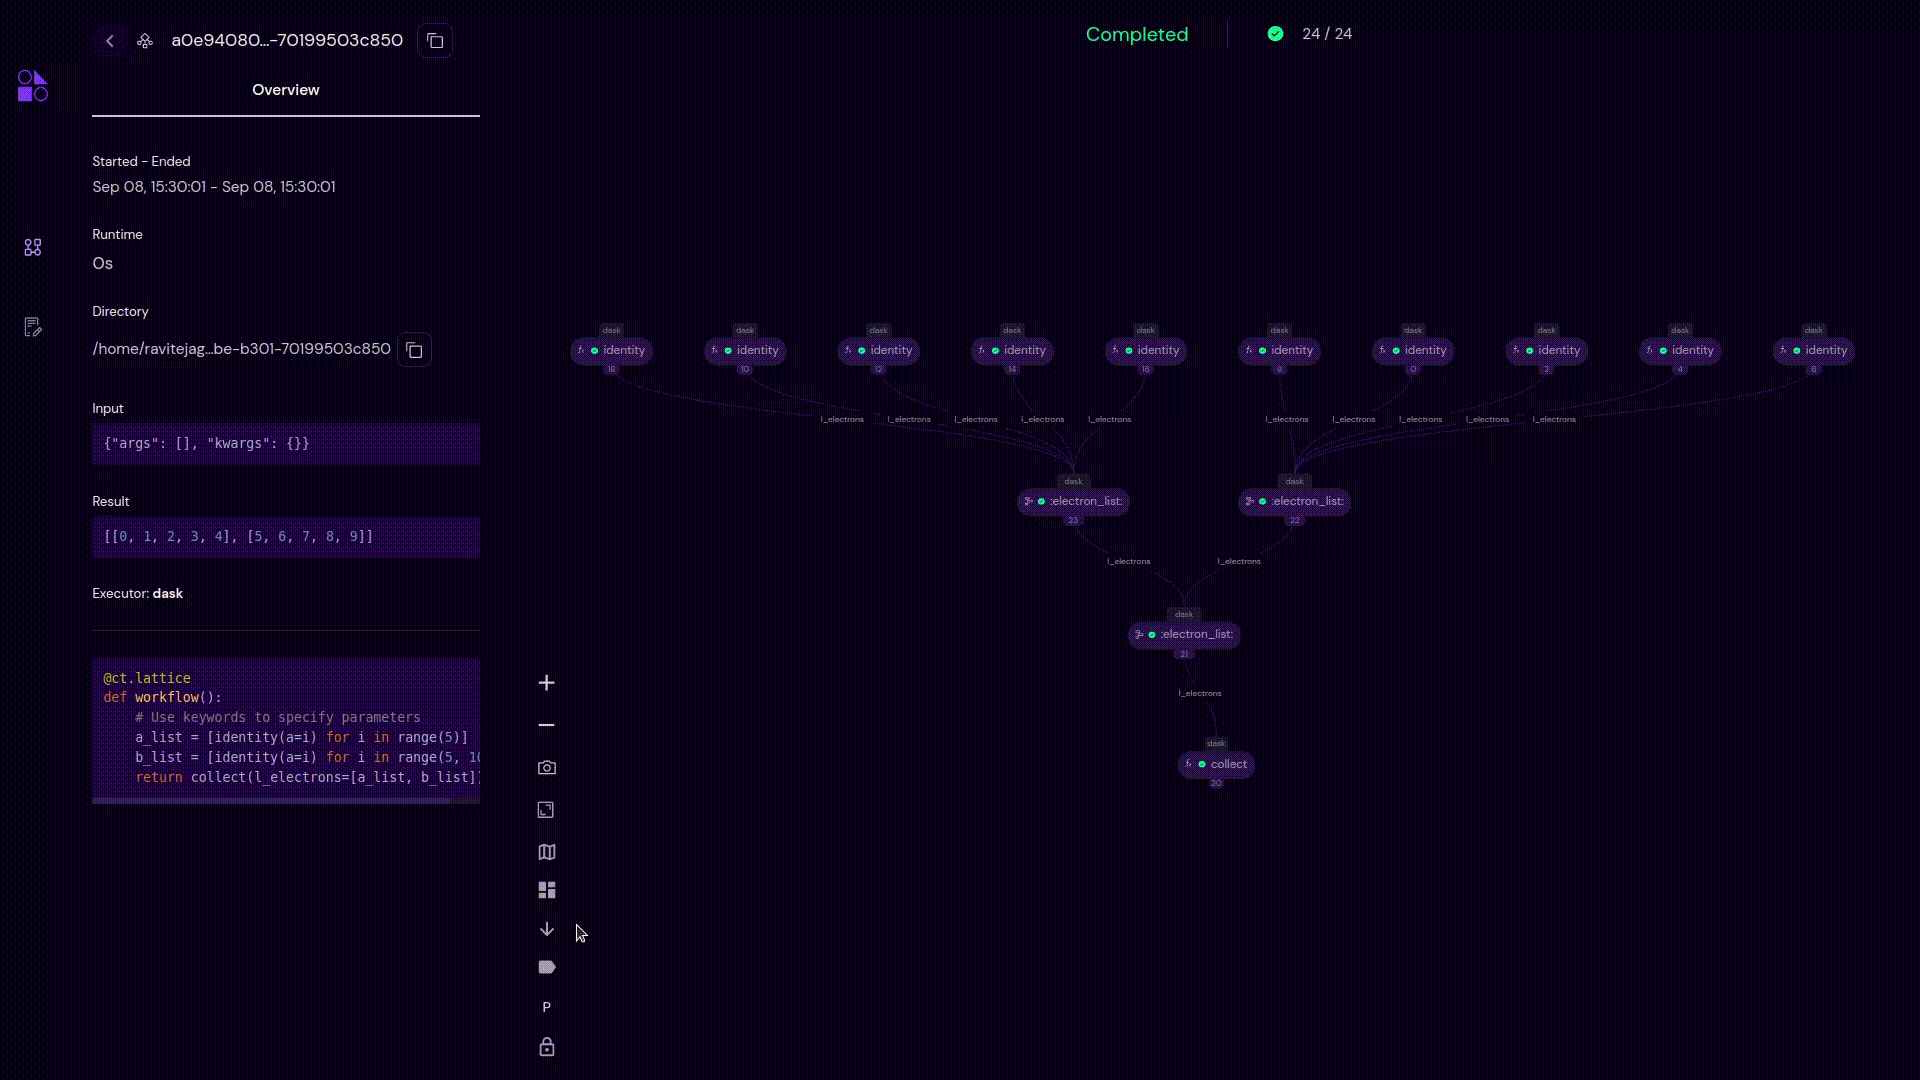 a0e94080...-70199503c850
Completed
24 / 24
Overview
Started - Ended
Sep 08, 15:30:01 - Sep 08, 15:30:01
Runtime
0s
Directory
/home/ravitejag...be-b301-70199503c850
Input
{"args": [], "kwargs": {}}
Result
[[0, 1, 2, 3, 4], [5, 6, 7, 8, 9]]
Executor: dask
@ct.lattice
def workflow():
# Use keywords to specify parameters
a_list = [identity(a=i) for i in range(5)]
b_list = [identity(a=i) for i in range(5, 10
return collect(l_electrons=[a_list, b_list])
dask dask dask dask dask dask dask dask dask dask
identity identity identity identity identity identity identity identity identity identity
18 10 12 14 16 8 0 2 4 6
l_electrons l_electrons l_electrons l_electrons l_electrons l_electrons l_electrons l_electrons l_electrons l_electrons
dask dask
:electron_list: :electron_list:
23 22
l_electrons l_electrons
dask
:electron_list:
21
l_electrons
dask
collect
20
P